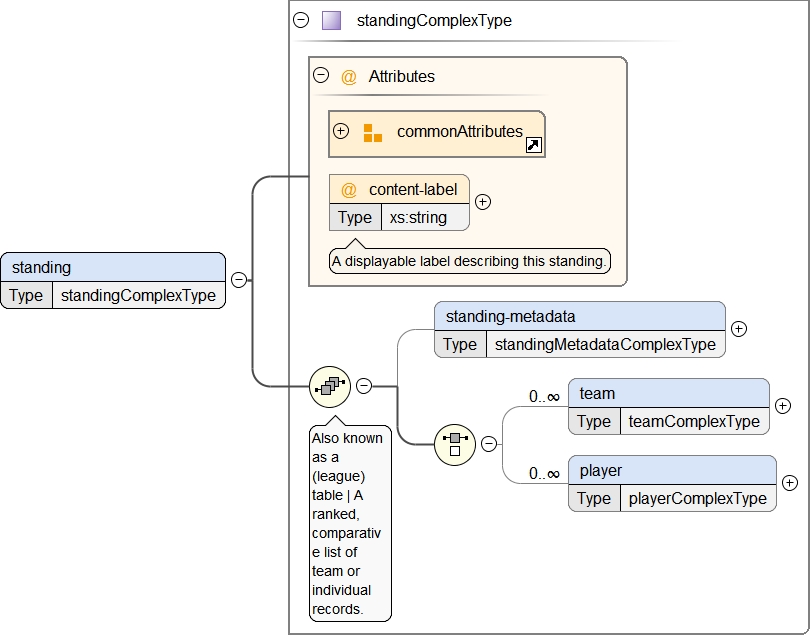 standingComplexType
@ Attributes
commonAttributes
@ content-label
Type xs:string
A displayable label describing this standing.
standing
Type standingComplexType
standing-metadata
Type standingMetadataComplexType
0..∞
team
Type teamComplexType
0..∞
player
Type playerComplexType
Also known
as a
(league)
table | A
ranked,
comparativ
e list of
team or
individual
records.